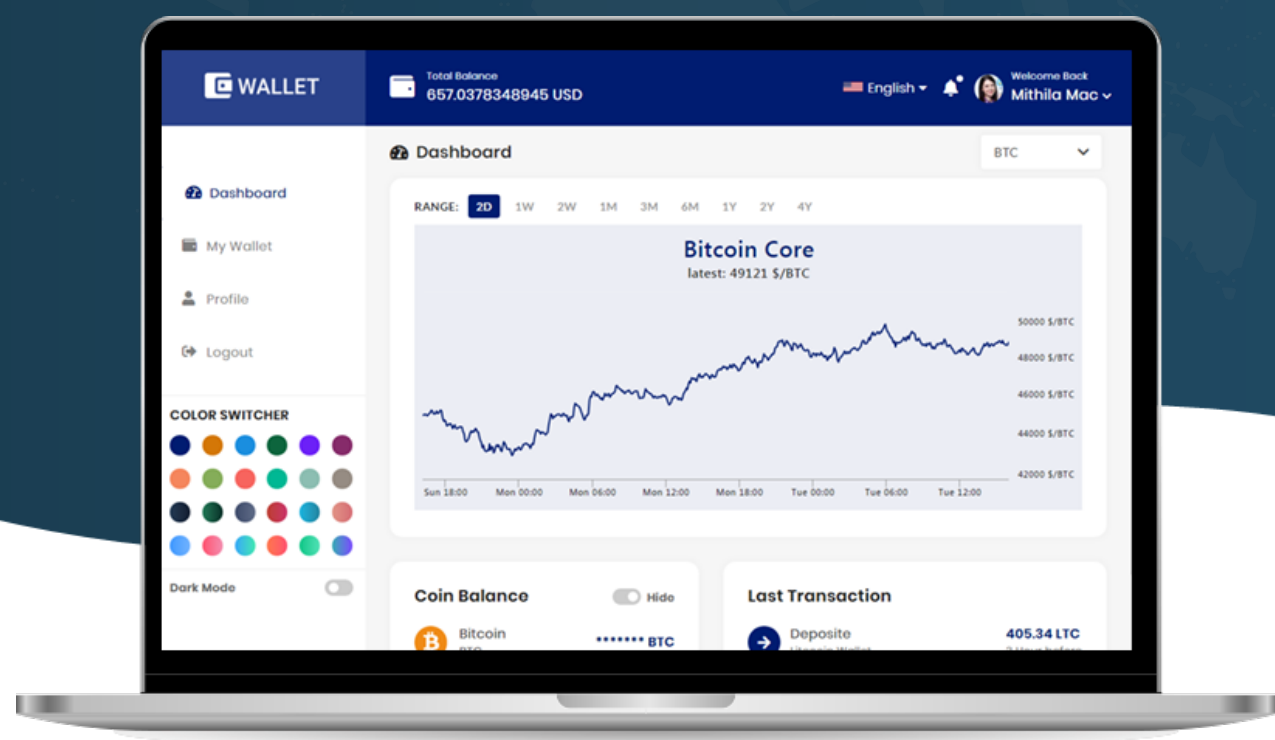 WALLET
Total Balance
657.0378348945 USD
English
Welcome Back
Mithila Mac
Dashboard
BTC
Dashboard
My Wallet
Profile
Logout
RANGE: 2D 1W 2W 1M 3M 6M 1Y 2Y 4Y
Bitcoin Core
latest: 49121 $/BTC
50000 $/BTC
48000 $/BTC
46000 $/BTC
44000 $/BTC
42000 $/BTC
Sun 18:00 Mon 00:00 Mon 06:00 Mon 12:00 Mon 18:00 Tue 00:00 Tue 06:00 Tue 12:00
COLOR SWITCHER
Dark Mode
Coin Balance
Hide
Bitcoin
******* BTC
BTC
Last Transaction
Deposite
405.34 LTC
Litecoin Wallet